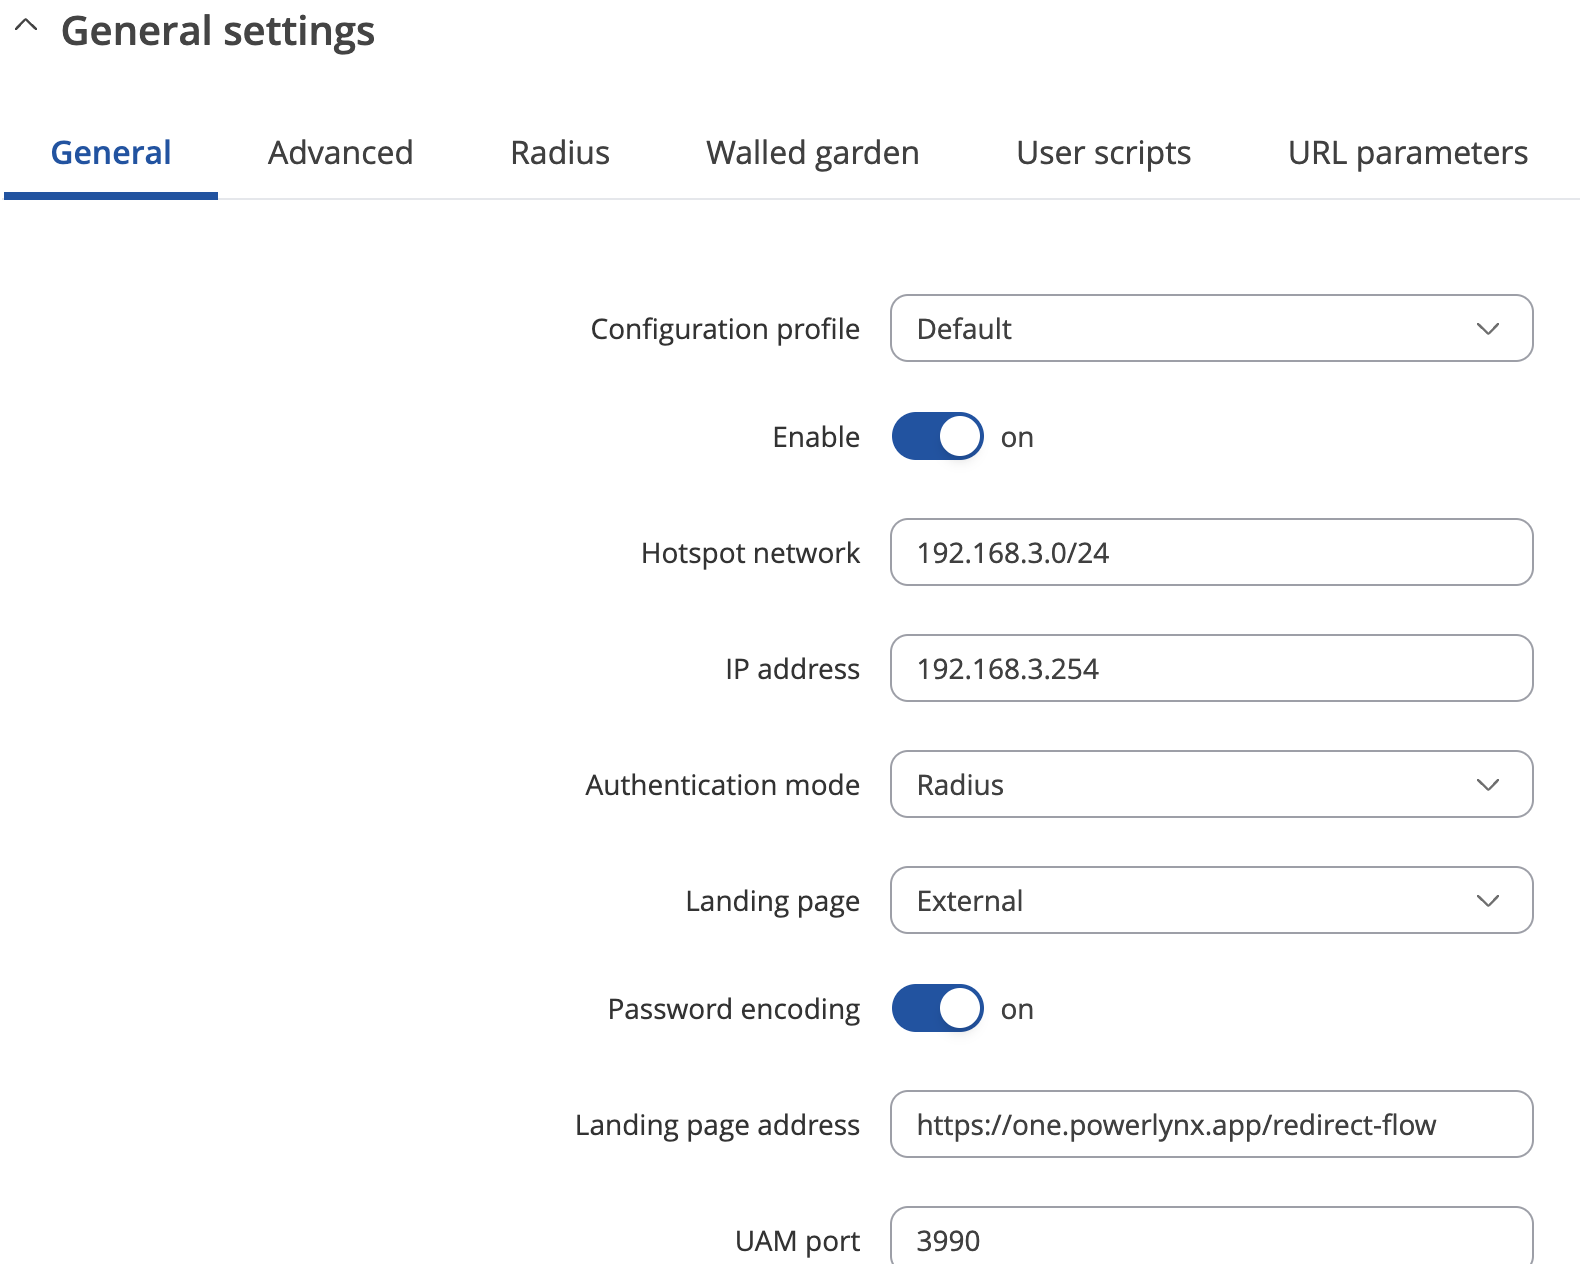 General settings
General Advanced Radius Walled garden User scripts URL parameters
Configuration profile Default
Enable on
Hotspot network 192.168.3.0/24
IP address 192.168.3.254
Authentication mode Radius
Landing page External
Password encoding on
Landing page address https://one.powerlynx.app/redirect-flow
UAM port 3990